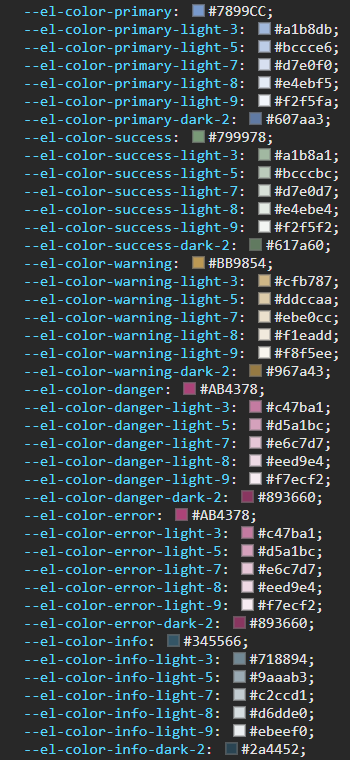 --el-color-primary: #7899CC;
--el-color-primary-light-3: #a1b8db;
--el-color-primary-light-5: #bccce6;
--el-color-primary-light-7: #d7e0f0;
--el-color-primary-light-8: #e4ebf5;
--el-color-primary-light-9: #f2f5fa;
--el-color-primary-dark-2: #607aa3;
--el-color-success: #799978;
--el-color-success-light-3: #a1b8a1;
--el-color-success-light-5: #bcccbc;
--el-color-success-light-7: #d7e0d7;
--el-color-success-light-8: #e4ebe4;
--el-color-success-light-9: #f2f5f2;
--el-color-success-dark-2: #617a60;
--el-color-warning: #BB9854;
--el-color-warning-light-3: #cfb787;
--el-color-warning-light-5: #ddccaa;
--el-color-warning-light-7: #ebe0cc;
--el-color-warning-light-8: #f1eadd;
--el-color-warning-light-9: #f8f5ee;
--el-color-warning-dark-2: #967a43;
--el-color-danger: #AB4378;
--el-color-danger-light-3: #c47ba1;
--el-color-danger-light-5: #d5a1bc;
--el-color-danger-light-7: #e6c7d7;
--el-color-danger-light-8: #eed9e4;
--el-color-danger-light-9: #f7ecf2;
--el-color-danger-dark-2: #893660;
--el-color-error: #AB4378;
--el-color-error-light-3: #c47ba1;
--el-color-error-light-5: #d5a1bc;
--el-color-error-light-7: #e6c7d7;
--el-color-error-light-8: #eed9e4;
--el-color-error-light-9: #f7ecf2;
--el-color-error-dark-2: #893660;
--el-color-info: #345566;
--el-color-info-light-3: #718894;
--el-color-info-light-5: #9aaab3;
--el-color-info-light-7: #c2ccd1;
--el-color-info-light-8: #d6dde0;
--el-color-info-light-9: #ebeef0;
--el-color-info-dark-2: #2a4452;